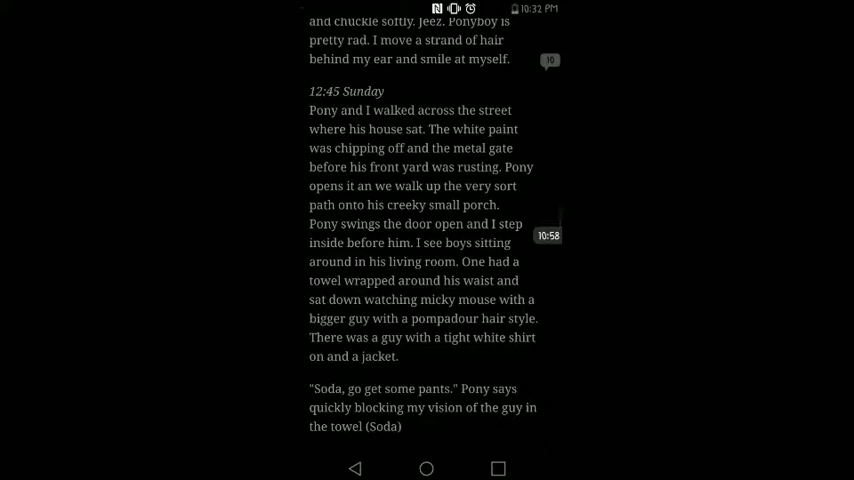 10:32 PM
and chuckle softly. Jeez. Ponyboy is
pretty rad. I move a strand of hair
behind my ear and smile at myself.
10
12:45 Sunday
Pony and I walked across the street
where his house sat. The white paint
was chipping off and the metal gate
before his front yard was rusting. Pony
opens it an we walk up the very sort
path onto his creeky small porch.
Pony swings the door open and I step
inside before him. I see boys sitting
10:58
around in his living room. One had a
towel wrapped around his waist and
sat down watching micky mouse with a
bigger guy with a pompadour hair style.
There was a guy with a tight white shirt
on and a jacket.
"Soda, go get some pants." Pony says
quickly blocking my vision of the guy in
the towel (Soda)